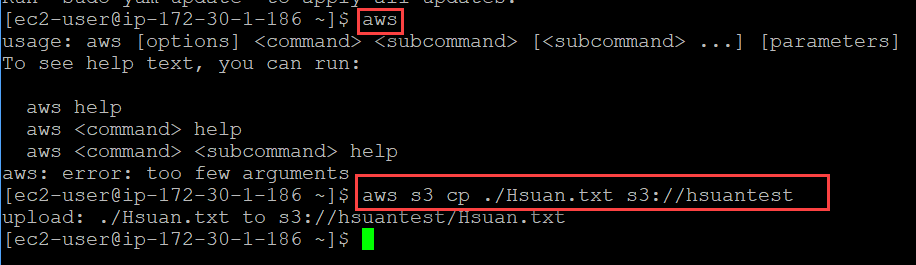 Run "sudo yum update" to apply all updates.
[ec2-user@ip-172-30-1-186 ~]$ aws
usage: aws [options] <command> <subcommand> [<subcommand> ...] [parameters]
To see help text, you can run:
aws help
aws <command> help
aws <command> <subcommand> help
aws: error: too few arguments
[ec2-user@ip-172-30-1-186 ~]$ aws s3 cp ./Hsuan.txt s3://hsuantest
upload: ./Hsuan.txt to s3://hsuantest/Hsuan.txt
[ec2-user@ip-172-30-1-186 ~]$